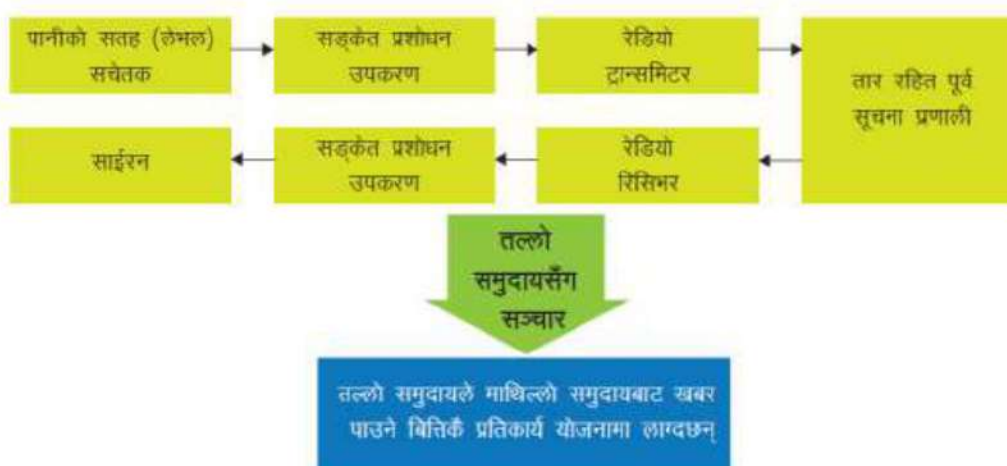 पानीको सतह (लेभल)
सचेतक
सङ्केत प्रशोधन
उपकरण
रेडियो
ट्रान्समिटर
तार रहित पूर्व
सूचना प्रणाली
साईरन
सङ्केत प्रशोधन
उपकरण
रेडियो
रिसिभर
तल्लो
समुदायसँग
सञ्चार
तल्लो समुदायले माथिल्लो समुदायबाट खबर
पाउने बित्तिकै प्रतिकार्य योजनामा लाग्दछन्